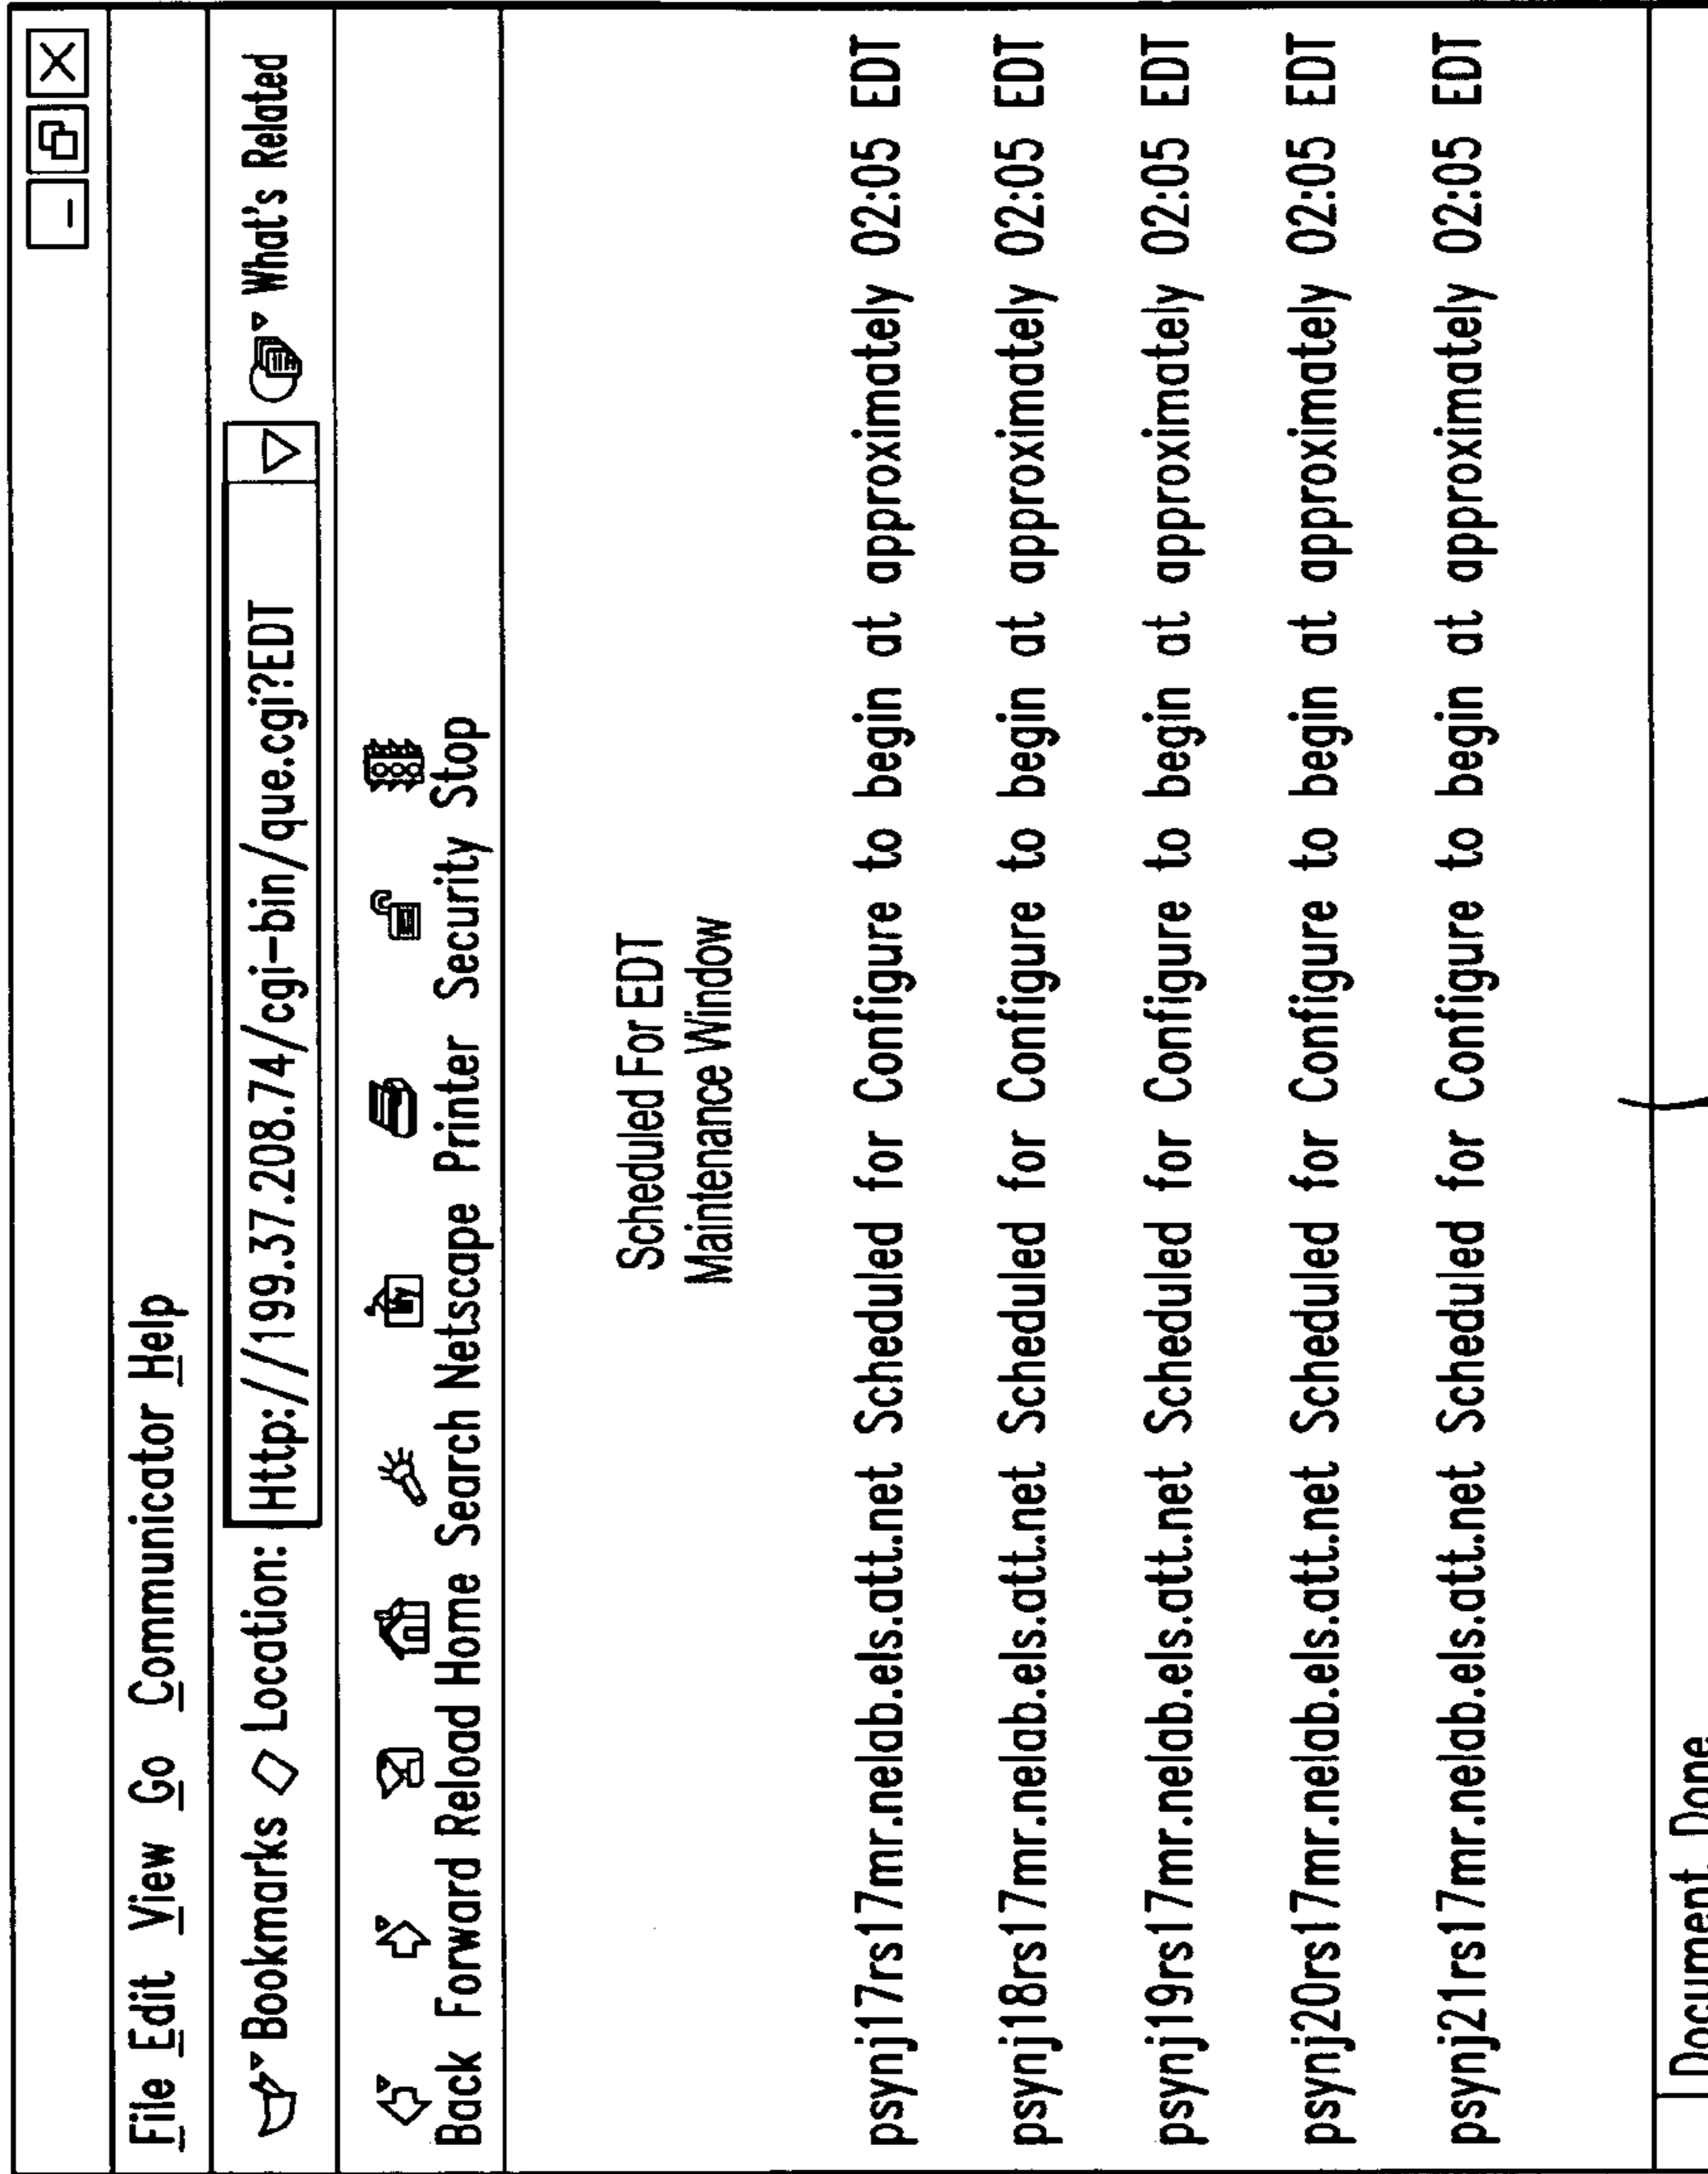 File Edit View Go Communicator Help
Bookmarks Location: Http://199.37.208.74/cgi-bin/que.cgi?EDT What's Related
Back Forward Reload Home Search Netscape Printer Security Stop
Scheduled For EDT
Maintenance Window
psynj17rs17mr.nelab.els.att.net Scheduled for Configure to begin at approximately 02:05 EDT
psynj18rs17mr.nelab.els.att.net Scheduled for Configure to begin at approximately 02:05 EDT
psynj19rs17mr.nelab.els.att.net Scheduled for Configure to begin at approximately 02:05 EDT
psynj20rs17mr.nelab.els.att.net Scheduled for Configure to begin at approximately 02:05 EDT
psynj21rs17mr.nelab.els.att.net Scheduled for Configure to begin at approximately 02:05 EDT
Document Done